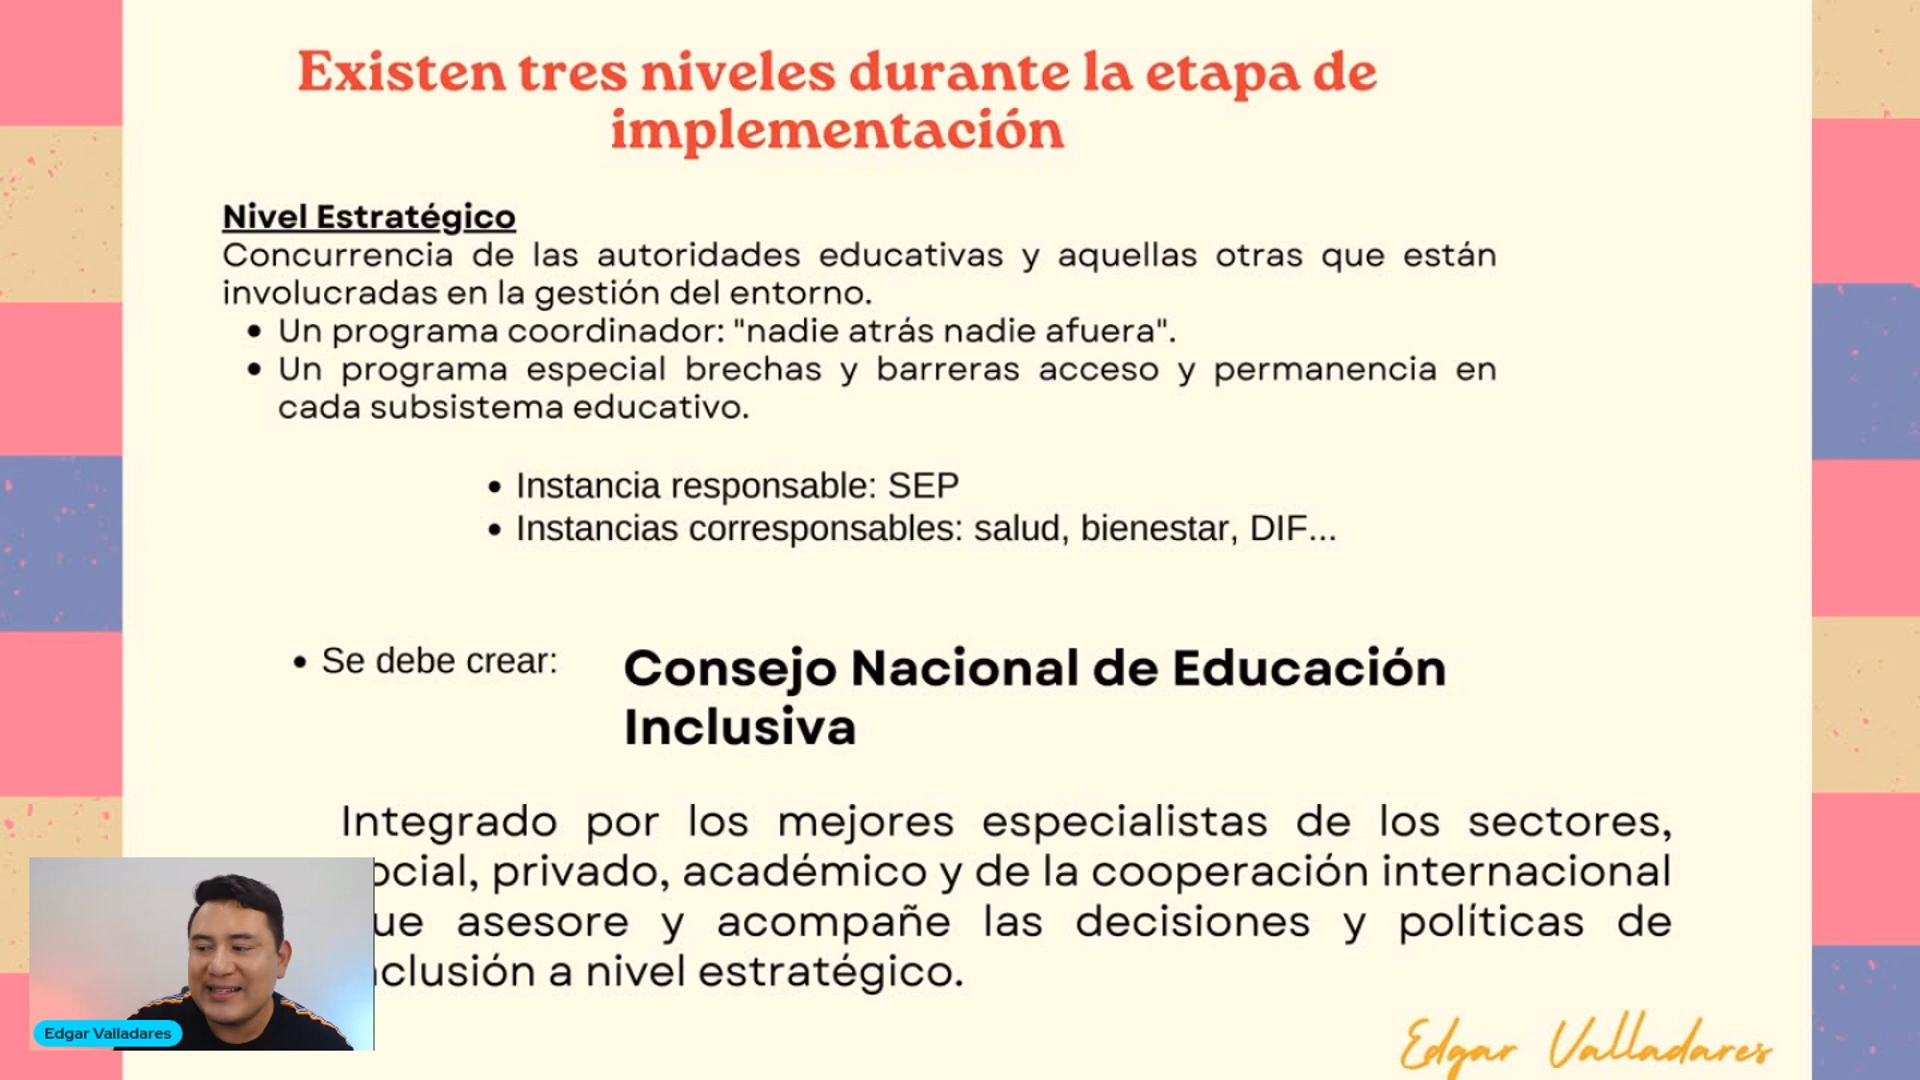 Existen tres niveles durante la etapa de
implementación
Nivel Estratégico
Concurrencia de las autoridades educativas y aquellas otras que están
involucradas en la gestión del entorno.
• Un programa coordinador: "nadie atrás nadie afuera".
• Un programa especial brechas y barreras acceso y permanencia en
cada subsistema educativo.
• Instancia responsable: SEP
• Instancias corresponsables: salud, bienestar, DIF...
• Se debe crear:
Consejo Nacional de Educación
Inclusiva
Integrado por los mejores especialistas de los sectores,
ocial, privado, académico y de la cooperación internacional
ue asesore y acompañe las decisiones y políticas de
nclusión a nivel estratégico.
Edgar Valladares
Edgar Valladares